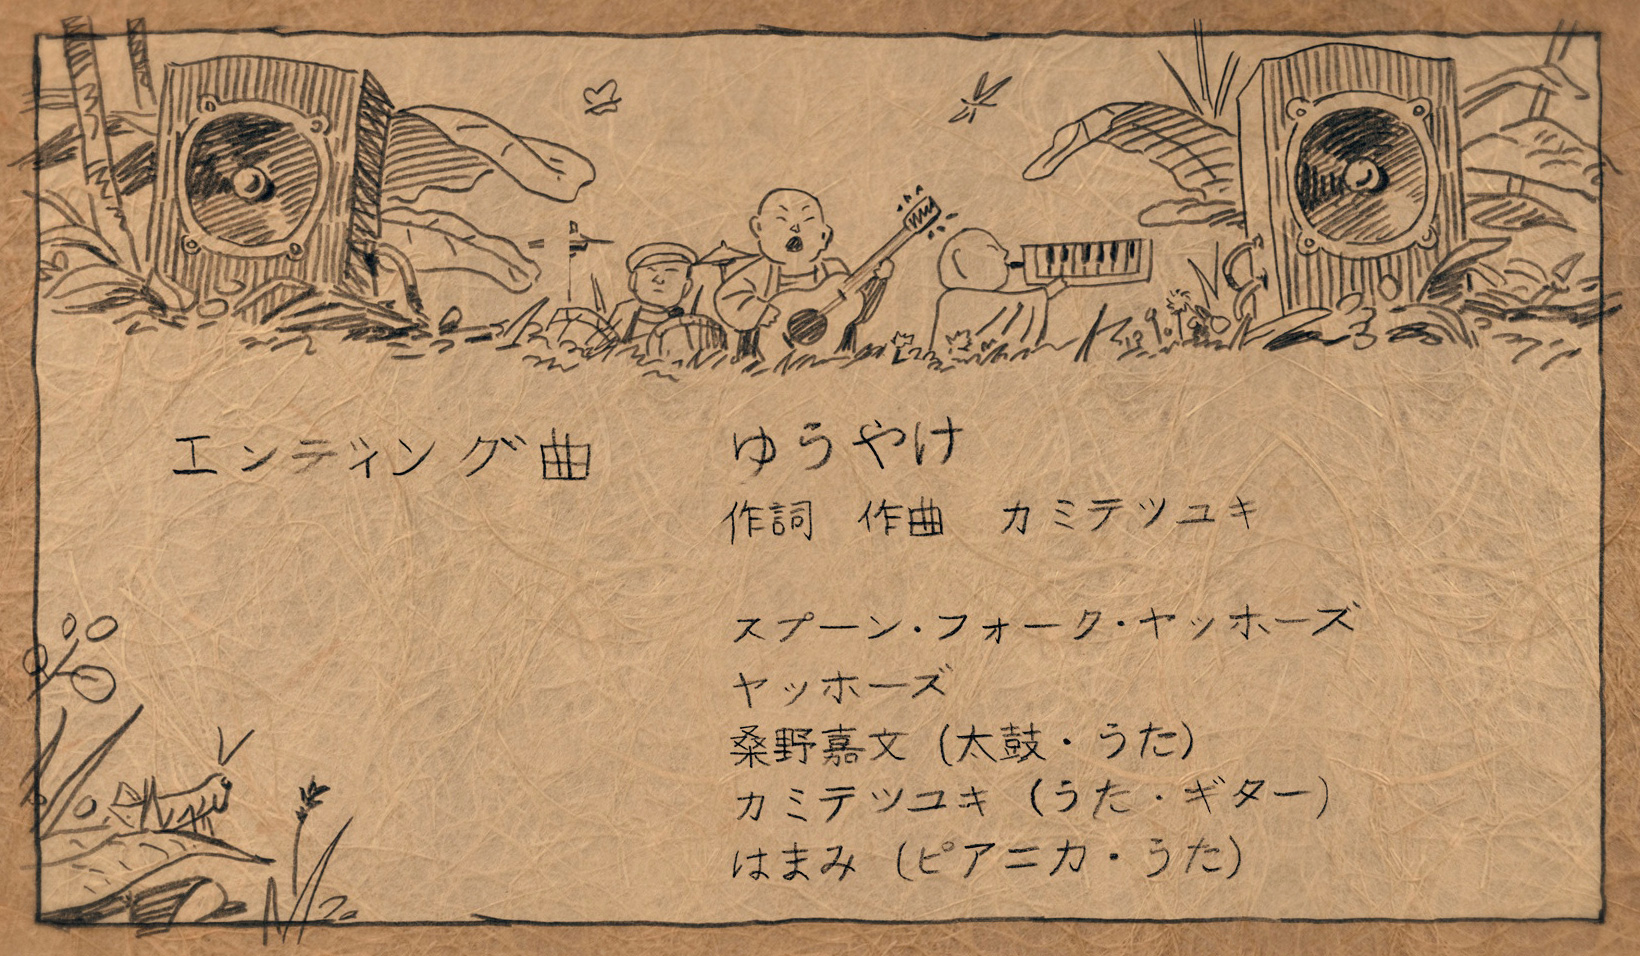 エンディング曲 ゆうやけ
作詞 作曲 カミテツユキ
スプーン・フォーク・ヤッホーズ
ヤッホーズ
桑野嘉文 (太鼓・うた)
カミテツユキ (うた・ギター)
はまみ (ピアニカ・うた)